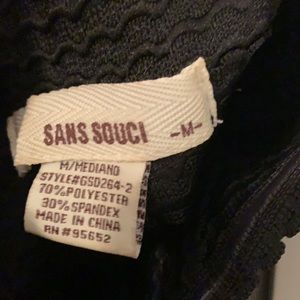 SANS SOUCI -M-
M/MEDIANO
STYLE#GSD264-2
70%POLYESTER
30%SPANDEX
MADE IN CHINA
RN #95652